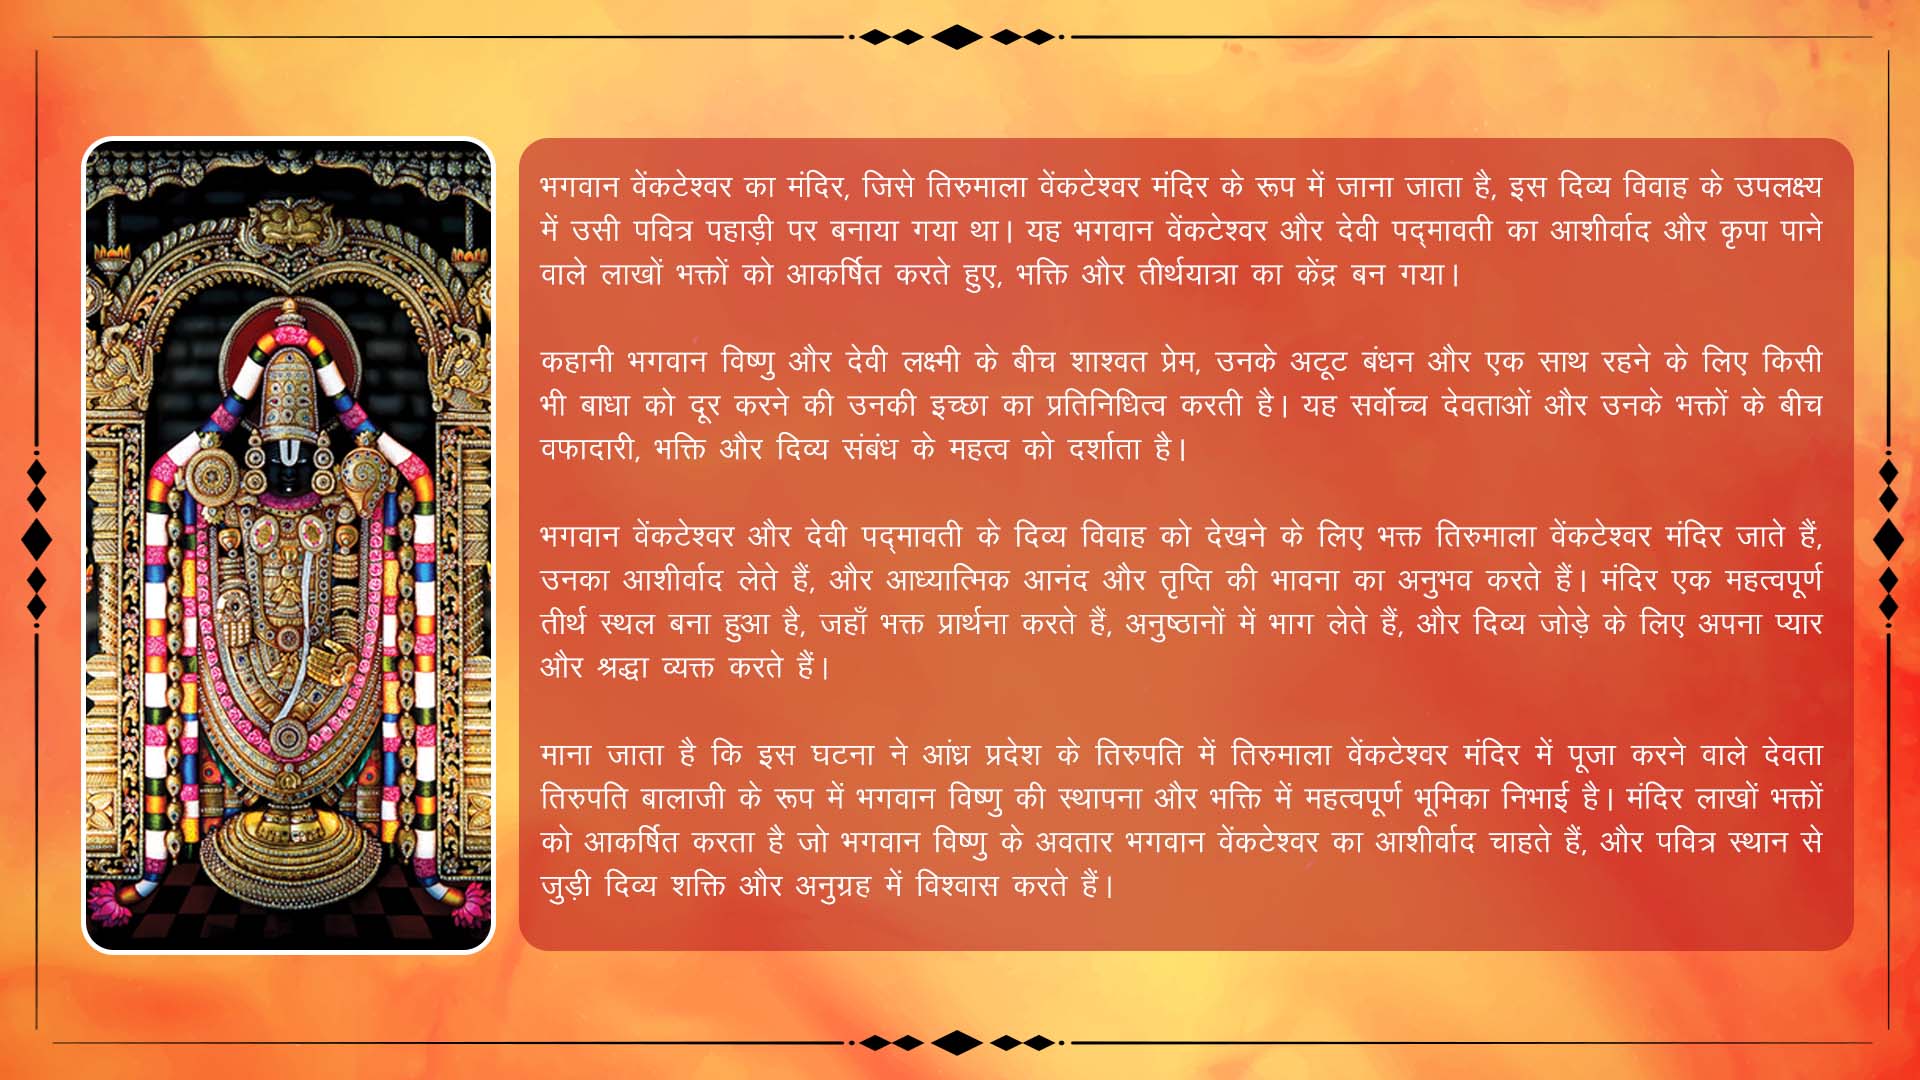 भगवान वेंकटेश्वर का मंदिर, जिसे तिरुमाला वेंकटेश्वर मंदिर के रूप में जाना जाता है, इस दिव्य विवाह के उपलक्ष्य
में उसी पवित्र पहाड़ी पर बनाया गया था। यह भगवान वेंकटेश्वर और देवी पद्मावती का आशीर्वाद और कृपा पाने
वाले लाखों भक्तों को आकर्षित करते हुए, भक्ति और तीर्थयात्रा का केंद्र बन गया।
कहानी भगवान विष्णु और देवी लक्ष्मी के बीच शाश्वत प्रेम, उनके अटूट बंधन और एक साथ रहने के लिए किसी
भी बाधा को दूर करने की उनकी इच्छा का प्रतिनिधित्व करती है। यह सर्वोच्च देवताओं और उनके भक्तों के बीच
वफादारी, भक्ति और दिव्य संबंध के महत्व को दर्शाता है।
भगवान वेंकटेश्वर और देवी पद्मावती के दिव्य विवाह को देखने के लिए भक्त तिरुमाला वेंकटेश्वर मंदिर जाते हैं,
उनका आशीर्वाद लेते हैं, और आध्यात्मिक आनंद और तृप्ति की भावना का अनुभव करते हैं। मंदिर एक महत्वपूर्ण
तीर्थ स्थल बना हुआ है, जहाँ भक्त प्रार्थना करते हैं, अनुष्ठानों में भाग लेते हैं, और दिव्य जोड़े के लिए अपना प्यार
और श्रद्धा व्यक्त करते हैं।
माना जाता है कि इस घटना ने आंध्र प्रदेश के तिरुपति में तिरुमाला वेंकटेश्वर मंदिर में पूजा करने वाले देवता
तिरुपति बालाजी के रूप में भगवान विष्णु की स्थापना और भक्ति में महत्वपूर्ण भूमिका निभाई है। मंदिर लाखों भक्तों
को आकर्षित करता है जो भगवान विष्णु के अवतार भगवान वेंकटेश्वर का आशीर्वाद चाहते हैं, और पवित्र स्थान से
जुड़ी दिव्य शक्ति और अनुग्रह में विश्वास करते हैं।